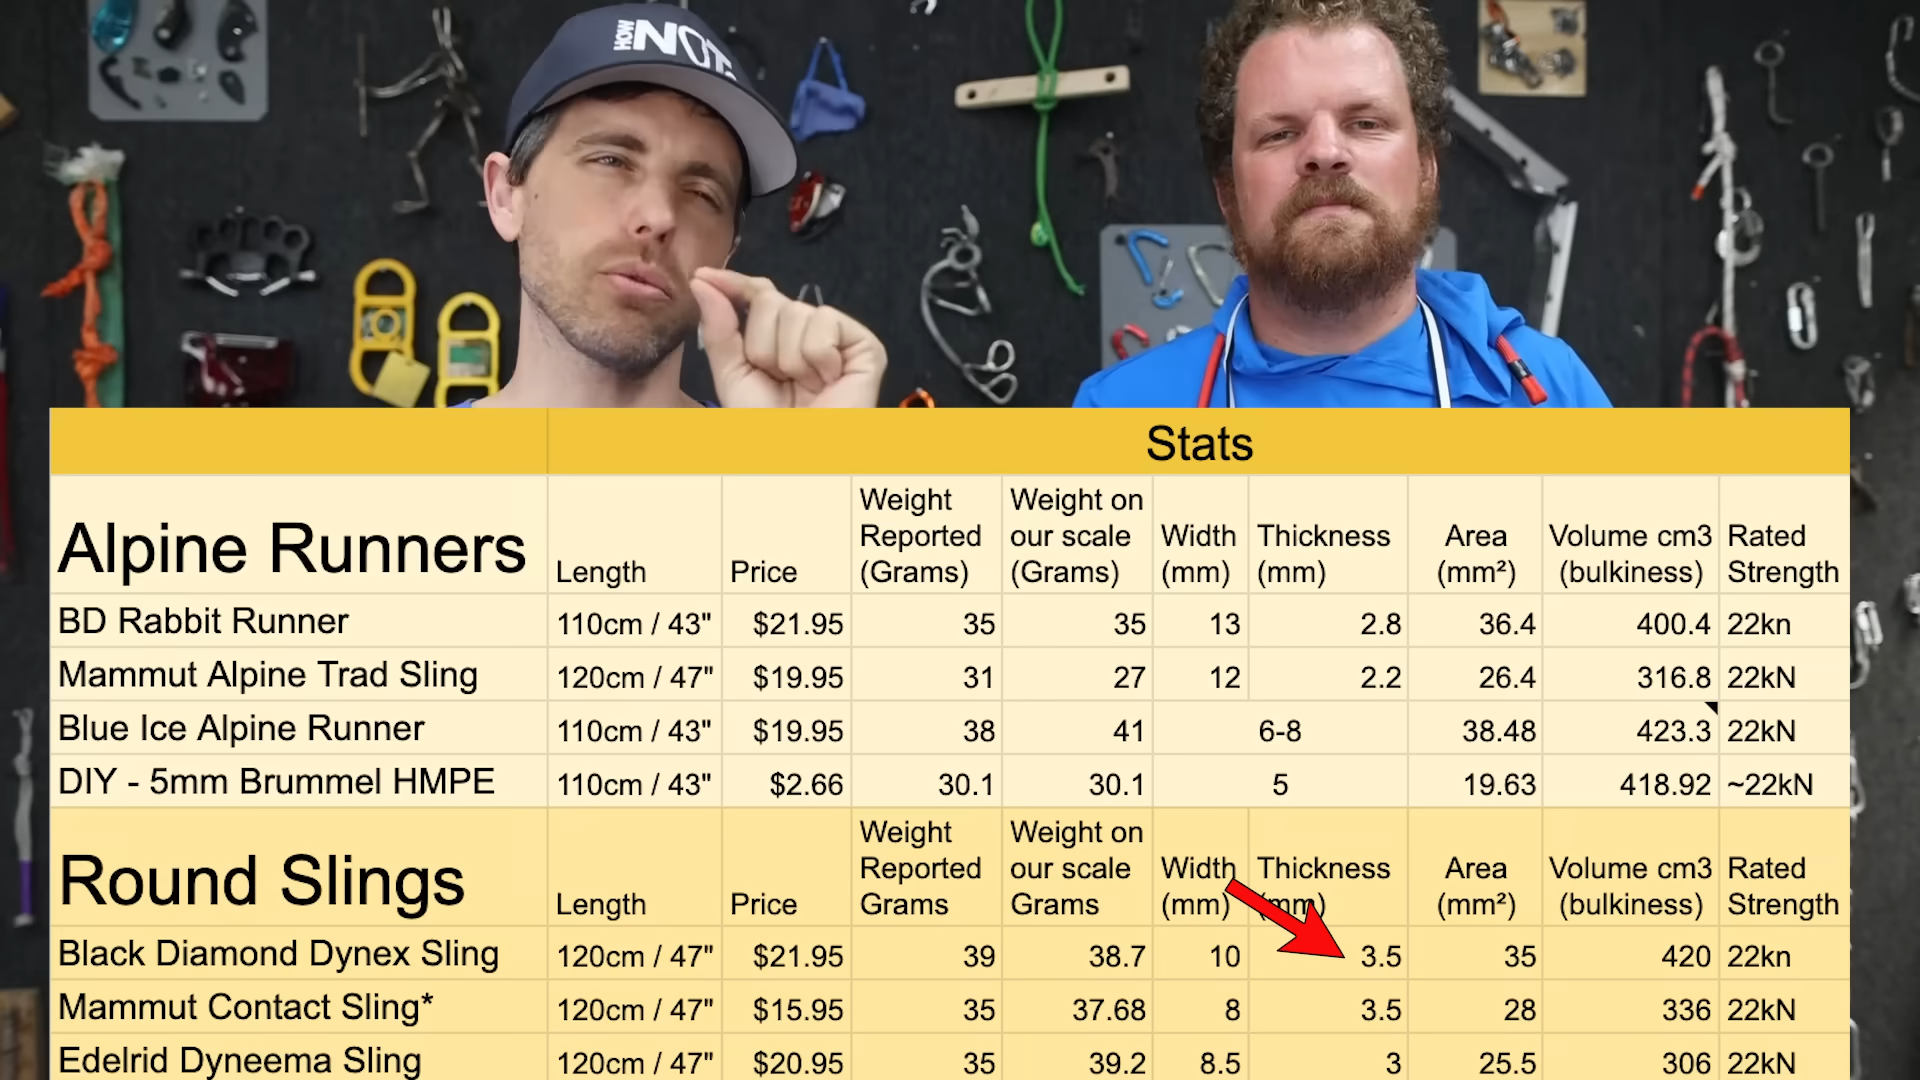 HOW NOT
Stats
Alpine Runners Length Price Weight Reported (Grams) Weight on our scale (Grams) Width (mm) Thickness (mm) Area (mm²) Volume cm3 (bulkiness) Rated Strength
BD Rabbit Runner 110cm / 43" $21.95 35 35 13 2.8 36.4 400.4 22kn
Mammut Alpine Trad Sling 120cm / 47" $19.95 31 27 12 2.2 26.4 316.8 22kN
Blue Ice Alpine Runner 110cm / 43" $19.95 38 41 6-8 38.48 423.3 22kN
DIY - 5mm Brummel HMPE 110cm / 43" $2.66 30.1 30.1 5 19.63 418.92 ~22kN
Round Slings Length Price Weight Reported Grams Weight on our scale Grams Width (mm) Thickness (mm) Area (mm²) Volume cm3 (bulkiness) Rated Strength
Black Diamond Dynex Sling 120cm / 47" $21.95 39 38.7 10 3.5 35 420 22kn
Mammut Contact Sling* 120cm / 47" $15.95 35 37.68 8 3.5 28 336 22kN
Edelrid Dyneema Sling 120cm / 47" $20.95 35 39.2 8.5 3 25.5 306 22kN